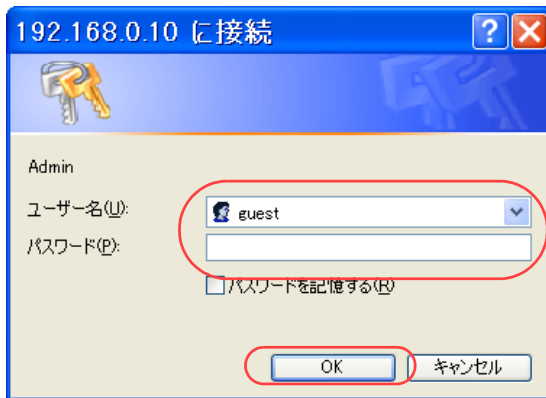 192.168.0.10 に接続
Admin
ユーザー名(U):
guest
パスワード(P):
パスワードを記憶する(R)
OK
キャンセル